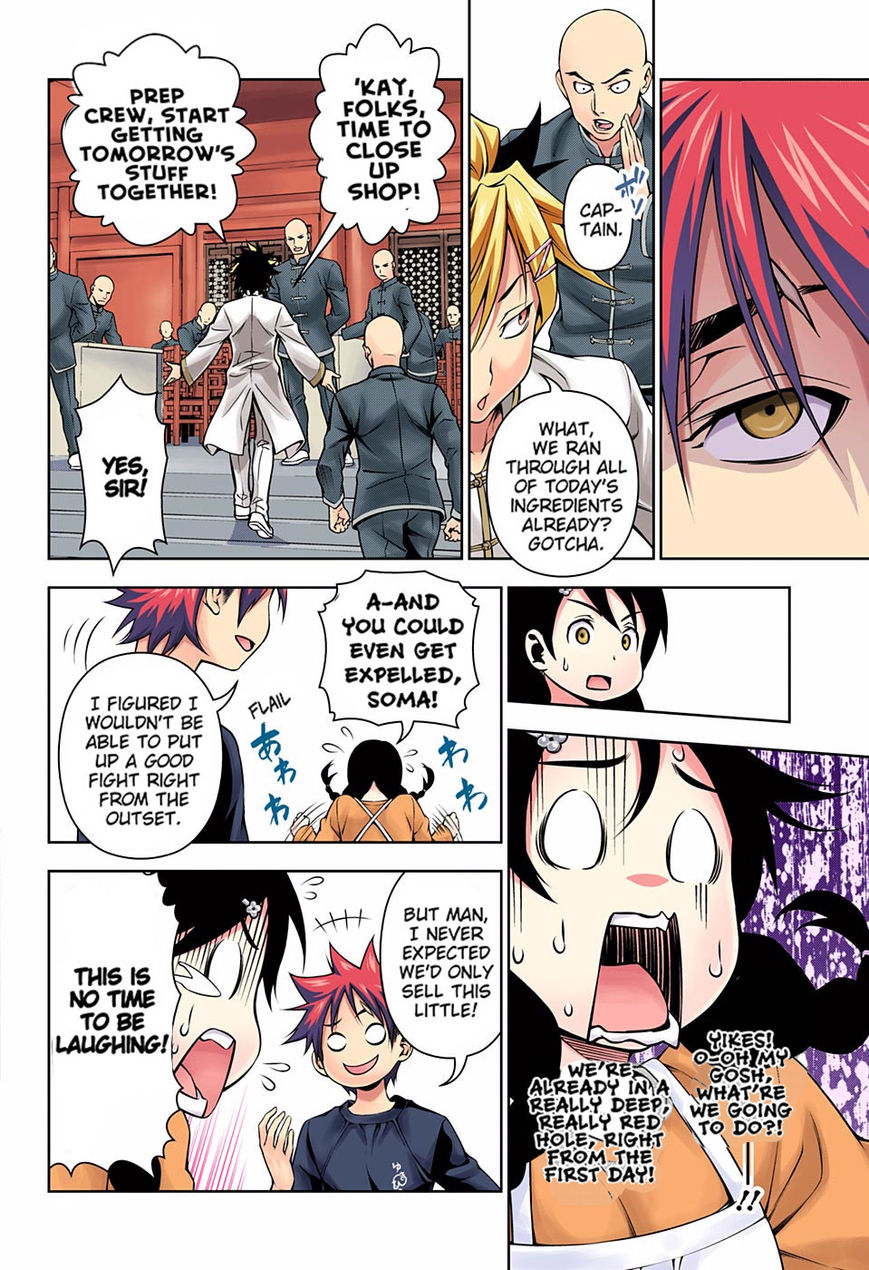 CAP-
TAIN.
ボソッ
WHAT,
WE RAN
THROUGH ALL
OF TODAY'S
INGREDIENTS
ALREADY?
GOTCHA.
'KAY,
FOLKS,
TIME TO
CLOSE
UP
SHOP!
PREP
CREW, START
GETTING
TOMORROW'S
STUFF
TOGETHER!
YES,
SIR!
YIKES!
O-OH MY
GOSH,
WHAT'RE
WE GOING
TO DO?!
!!
WE'RE
ALREADY IN A
REALLY DEEP,
REALLY RED
HOLE, RIGHT
FROM THE
FIRST DAY!
A-AND
YOU COULD
EVEN GET
EXPELLED,
SOMA!
FLAIL
わわ
あわわ
I FIGURED I
WOULDN'T BE
ABLE TO PUT
UP A GOOD
FIGHT RIGHT
FROM THE
OUTSET.
BUT MAN,
I NEVER
EXPECTED
WE'D ONLY
SELL THIS
LITTLE!
THIS IS
NO TIME
TO BE
LAUGHING!